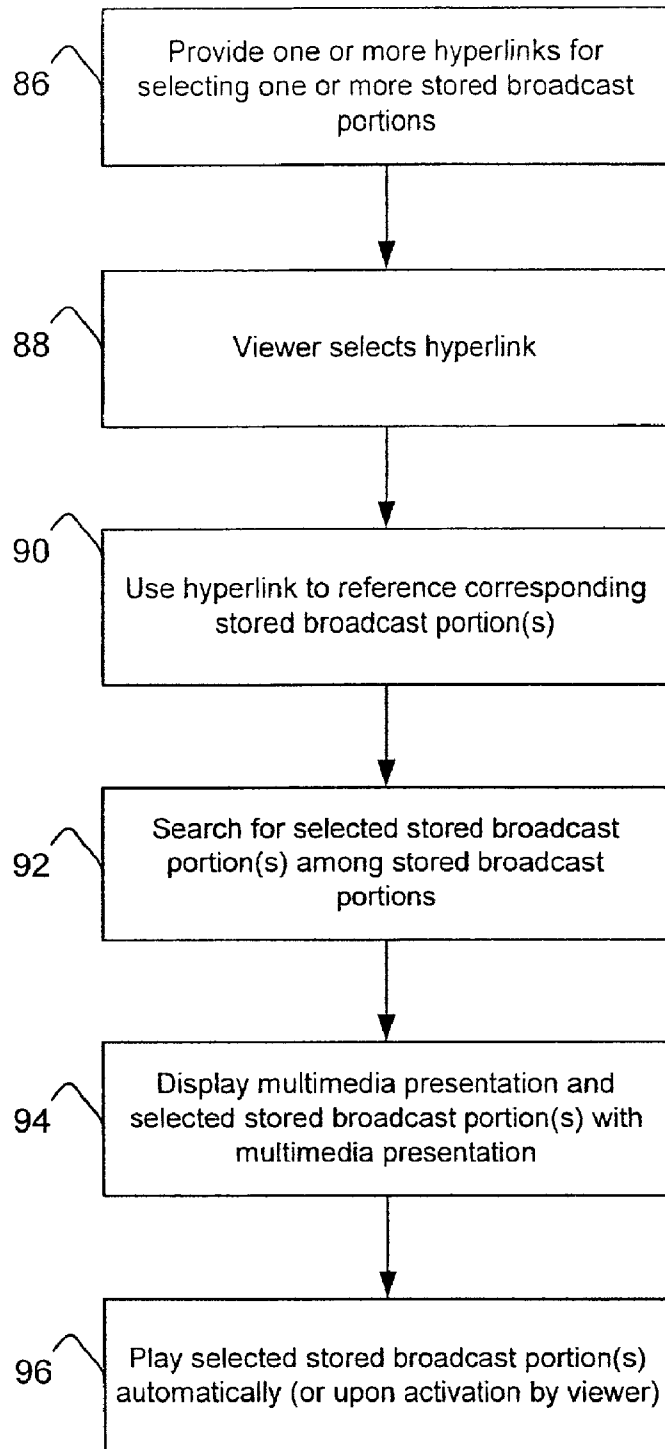 86
Provide one or more hyperlinks for
selecting one or more stored broadcast
portions
88
Viewer selects hyperlink
90
Use hyperlink to reference corresponding
stored broadcast portion(s)
92
Search for selected stored broadcast
portion(s) among stored broadcast
portions
94
Display multimedia presentation and
selected stored broadcast portion(s) with
multimedia presentation
96
Play selected stored broadcast portion(s)
automatically (or upon activation by viewer)